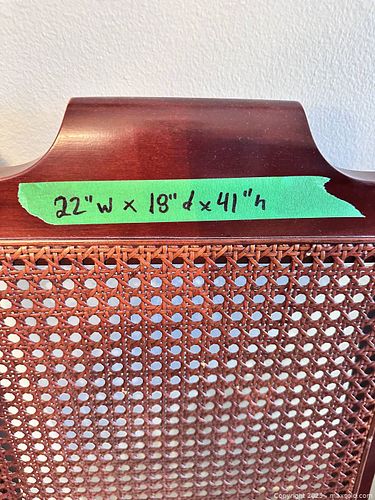 22"w x 18"d x 41"h
Copyright 2023 - maxsold.com